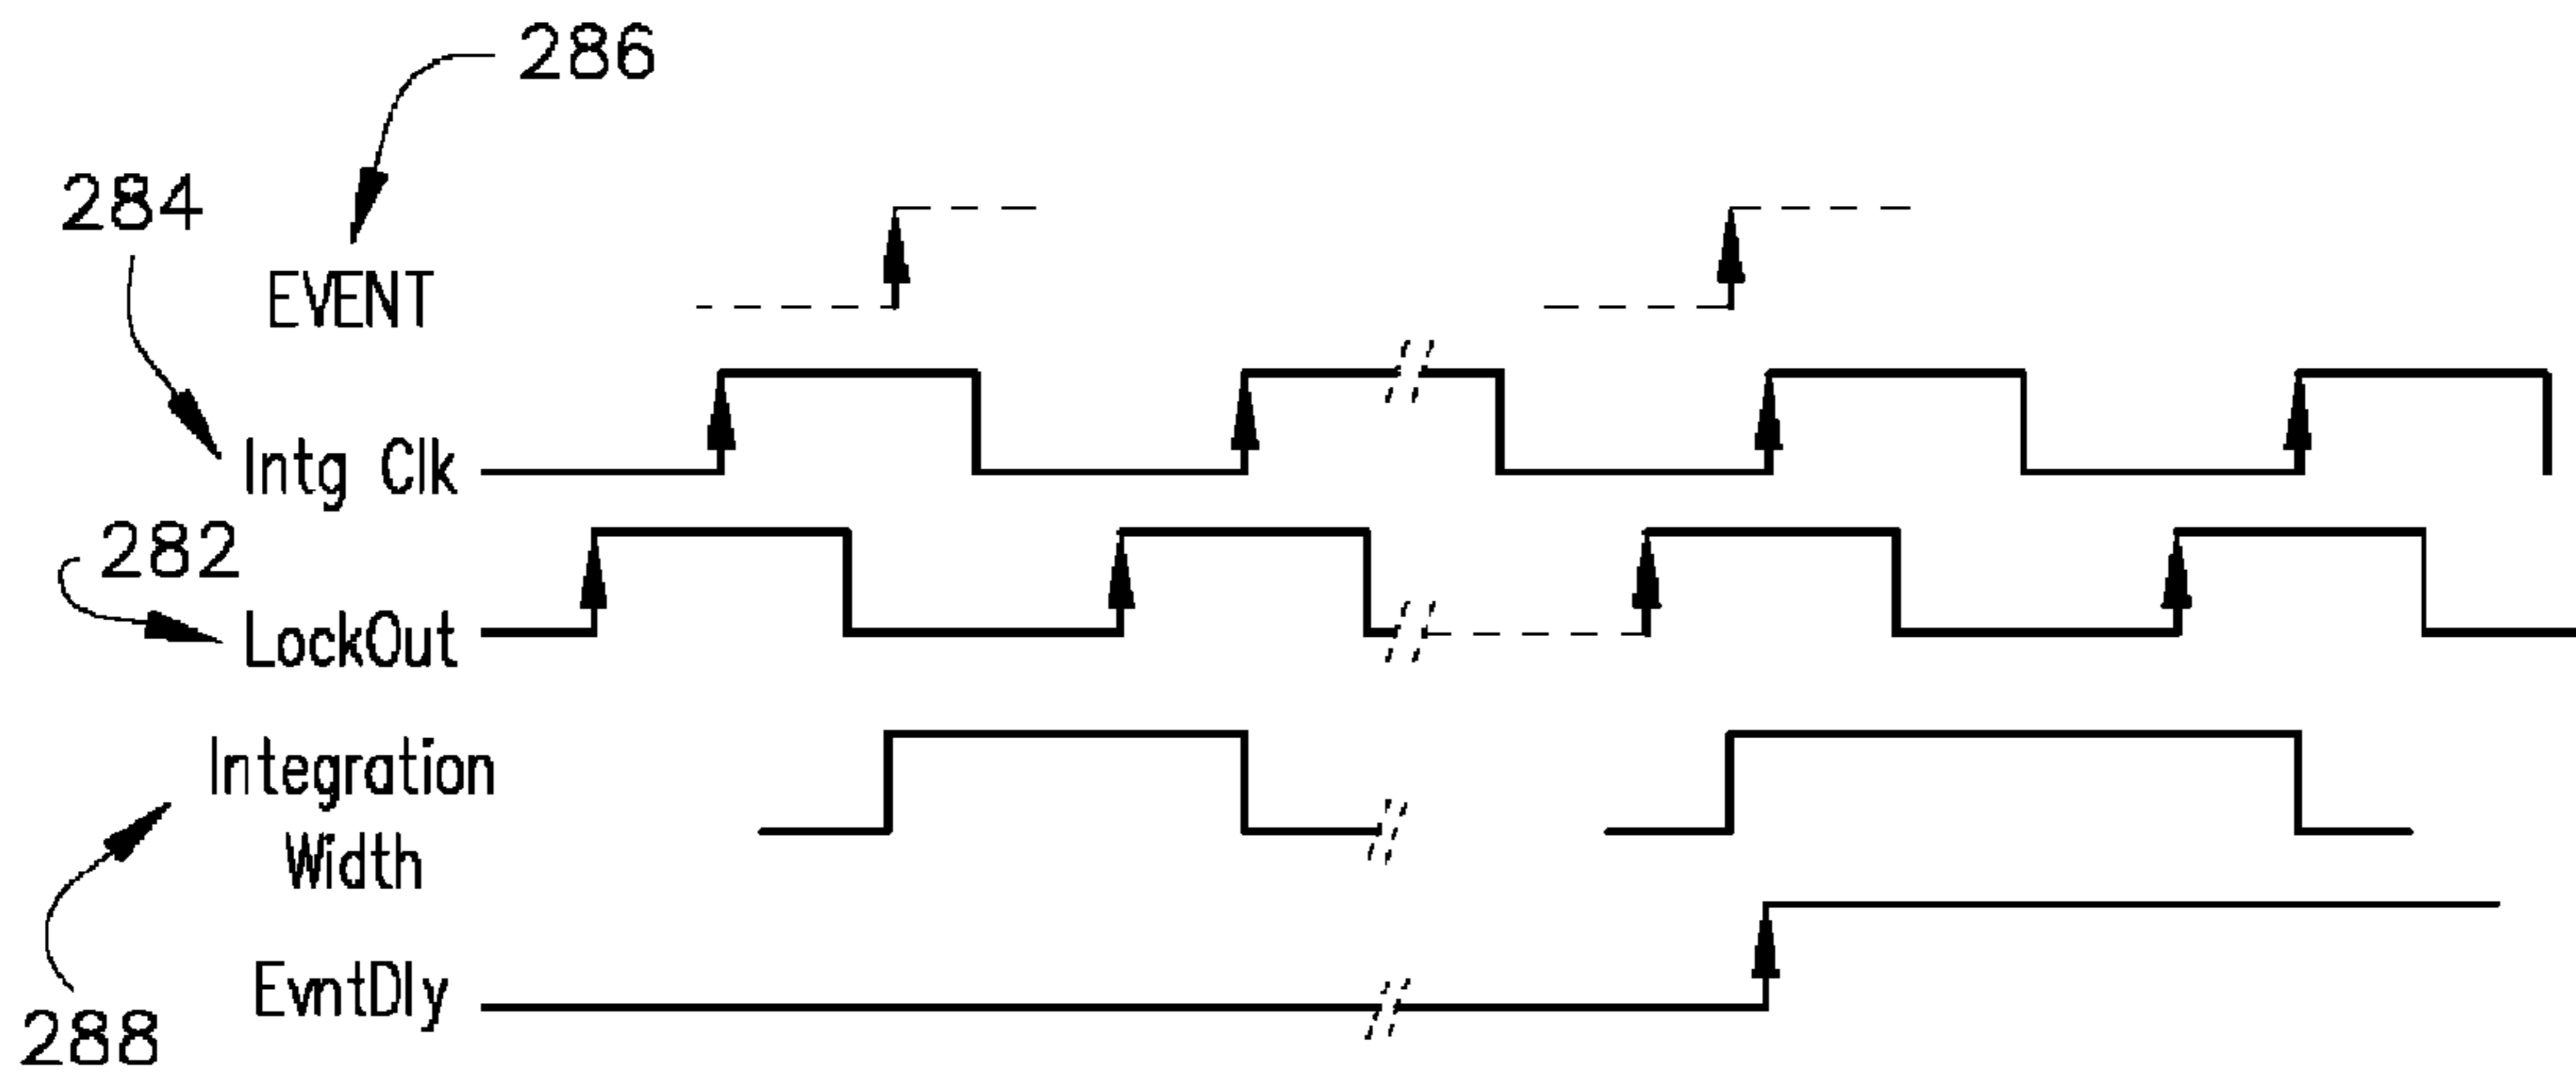 286
284
EVENT
Intg Clk
282
LockOut
Integration
Width
EvntDly
288